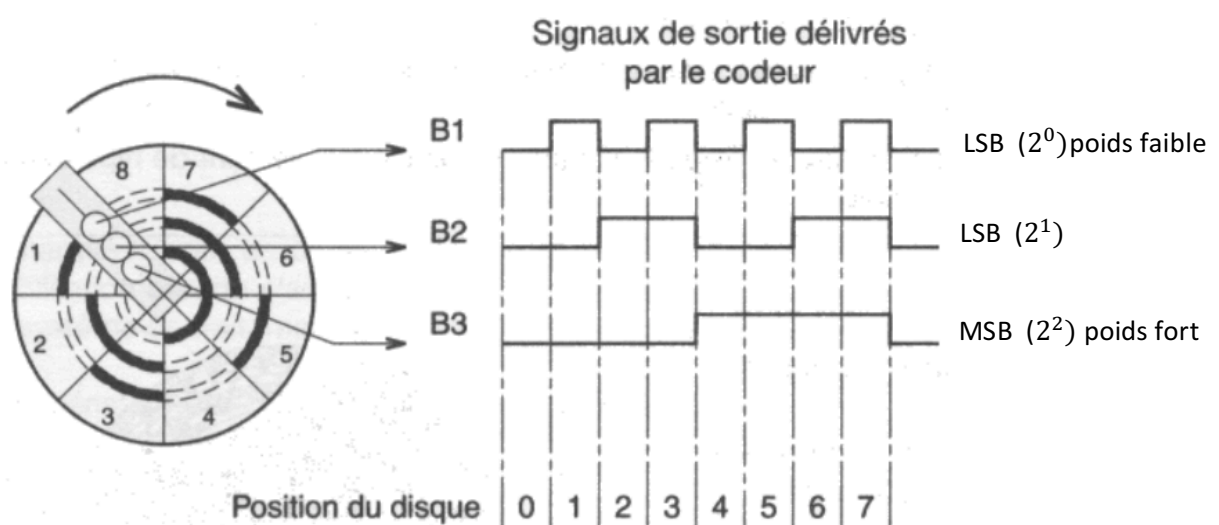 Signaux de sortie délivrés
par le codeur
B1
LSB (2⁰)poids faible
B2
LSB (2¹)
B3
MSB (2²) poids fort
8 7
1 6
2 5
3 4
Position du disque 0 1 2 3 4 5 6 7